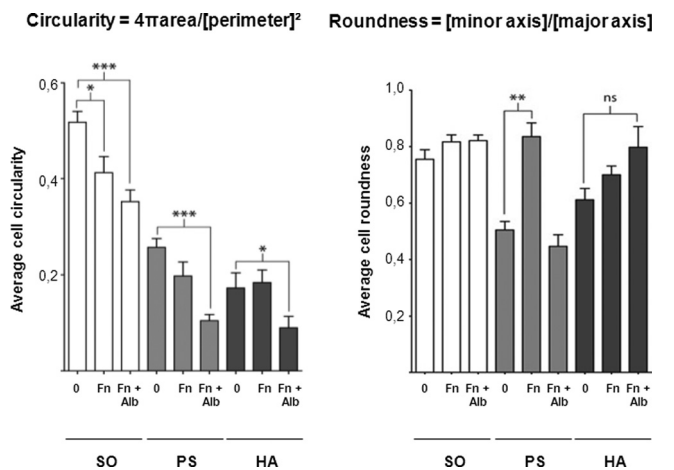 Circularity = 4πarea/[perimeter]²
Average cell circularity
0,6
0,4
0,2
***
*
***
*
0 Fn Fn + Alb 0 Fn Fn + Alb 0 Fn Fn + Alb
SO PS HA
Roundness = [minor axis]/[major axis]
Average cell roundness
1,0
0,8
0,6
0,4
0,2
**
ns
0 Fn Fn + Alb 0 Fn Fn + Alb 0 Fn Fn + Alb
SO PS HA